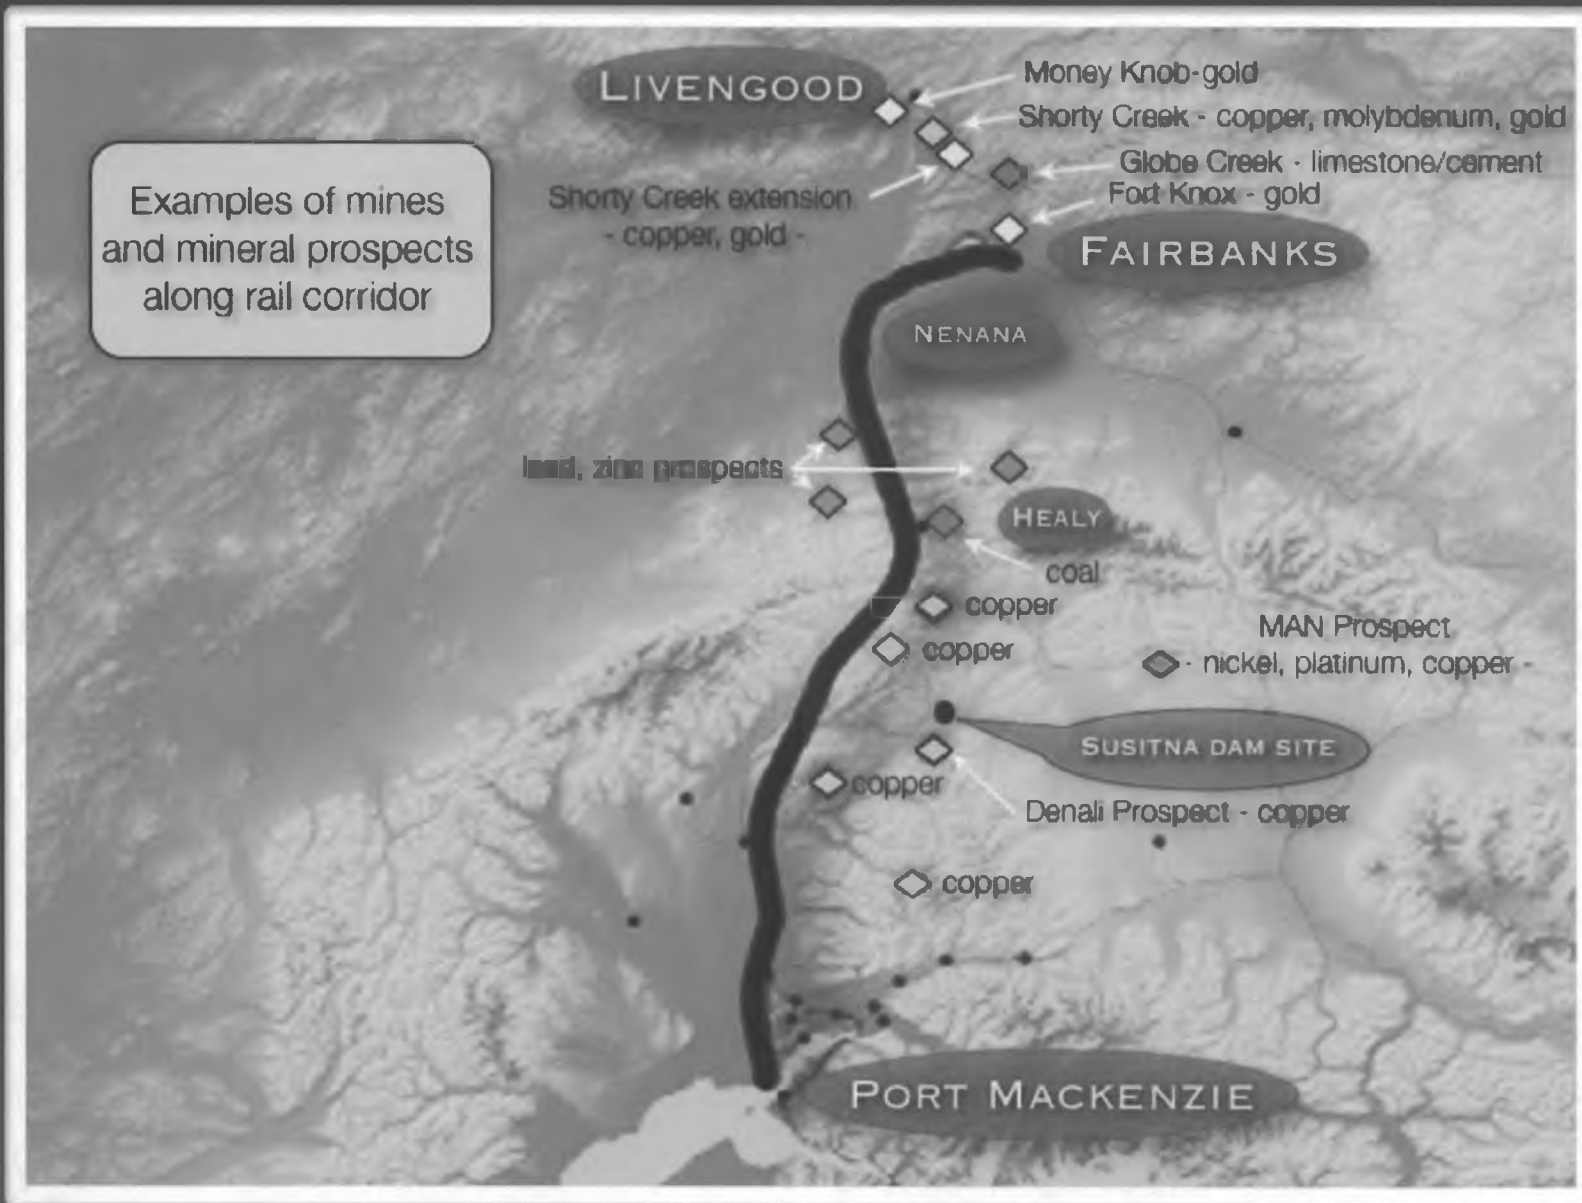 LIVENGOOD
Money Knob-gold
Shorty Creek - copper, molybdenum, gold
Globe Creek - limestone/cement
Fort Knox - gold
Shorty Creek extension
- copper, gold -
Examples of mines
and mineral prospects
along rail corridor
FAIRBANKS
NENANA
lead, zinc prospects
HEALY
coal
copper
copper
MAN Prospect
- nickel, platinum, copper -
SUSITNA DAM SITE
copper
Denali Prospect - copper
copper
PORT MACKENZIE